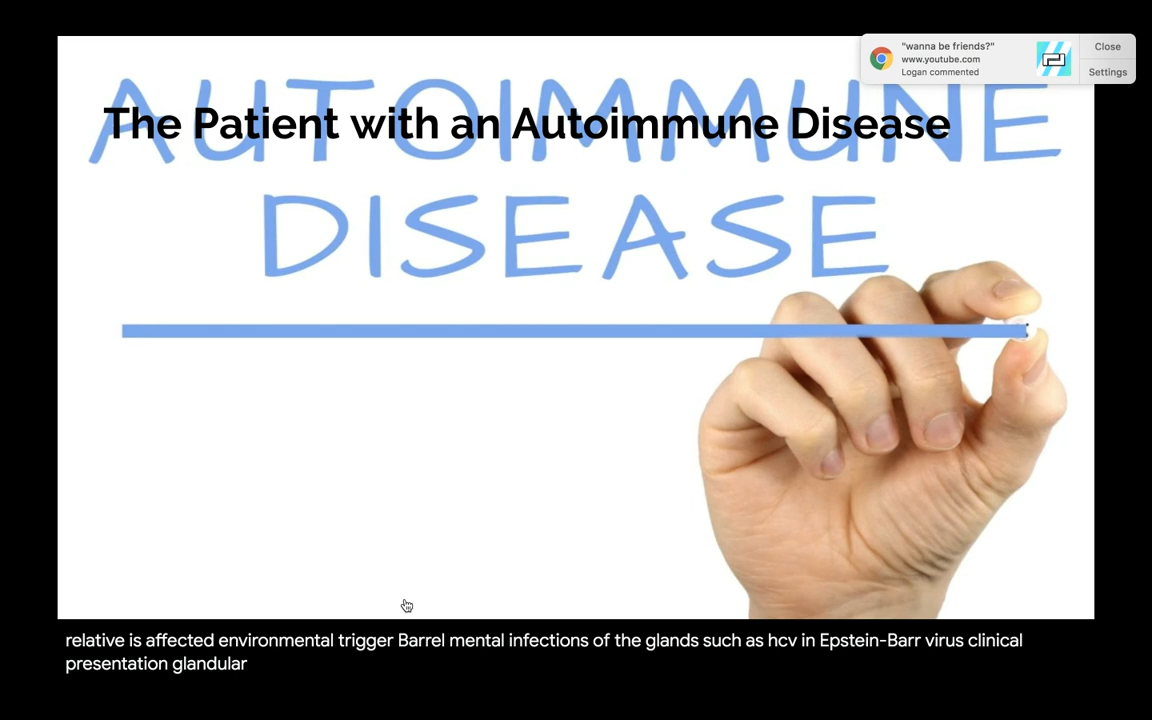 "wanna be friends?"
www.youtube.com
Logan commented
Close
Settings
AUTOIMMUNE
The Patient with an Autoimmune Disease
DISEASE
relative is affected environmental trigger Barrel mental infections of the glands such as hcv in Epstein-Barr virus clinical
presentation glandular